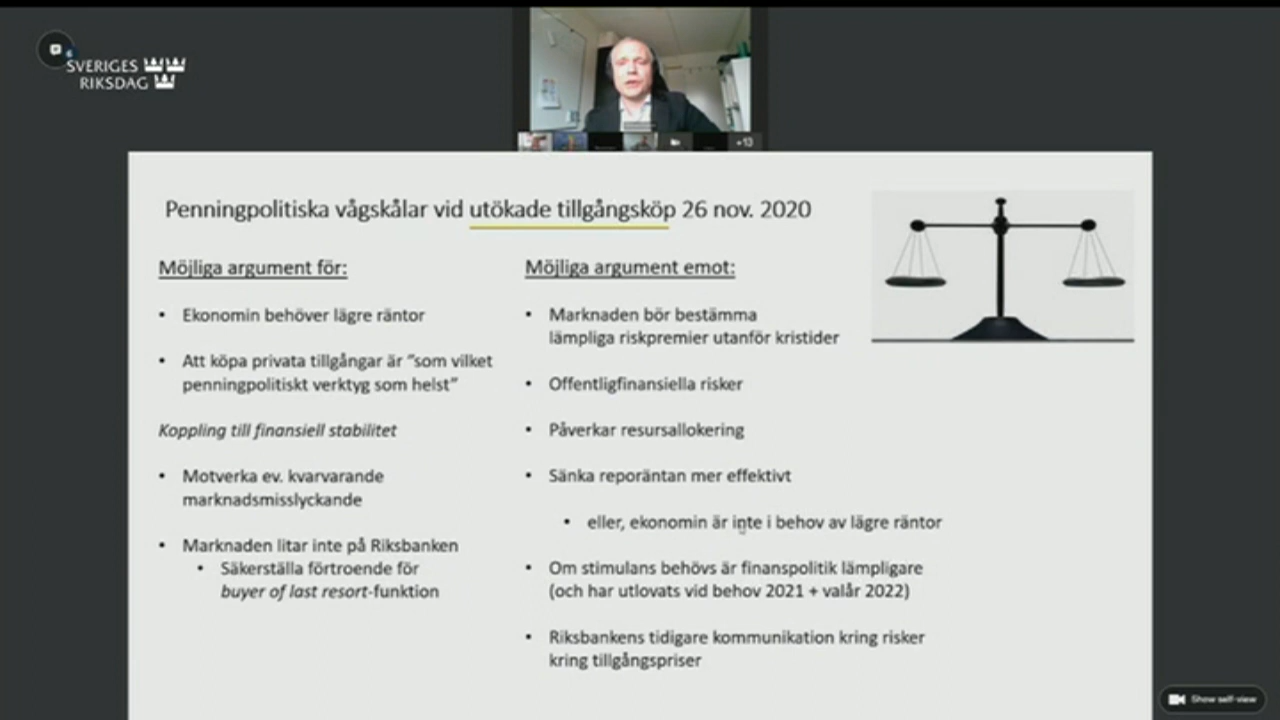 SVERIGES
RIKSDAG
+13
Penningpolitiska vågskålar vid utökade tillgångsköp 26 nov. 2020
Möjliga argument för:
• Ekonomin behöver lägre räntor
• Att köpa privata tillgångar är ”som vilket
penningpolitiskt verktyg som helst”
Koppling till finansiell stabilitet
• Motverka ev. kvarvarande
marknadsmisslyckande
• Marknaden litar inte på Riksbanken
• Säkerställa förtroende för
buyer of last resort-funktion
Möjliga argument emot:
• Marknaden bör bestämma
lämpliga riskpremier utanför kristider
• Offentligfinansiella risker
• Påverkar resursallokering
• Sänka reporäntan mer effektivt
• eller, ekonomin är inte i behov av lägre räntor
• Om stimulans behövs är finanspolitik lämpligare
(och har utlovats vid behov 2021 + valår 2022)
• Riksbankens tidigare kommunikation kring risker
kring tillgångspriser
Show self-view